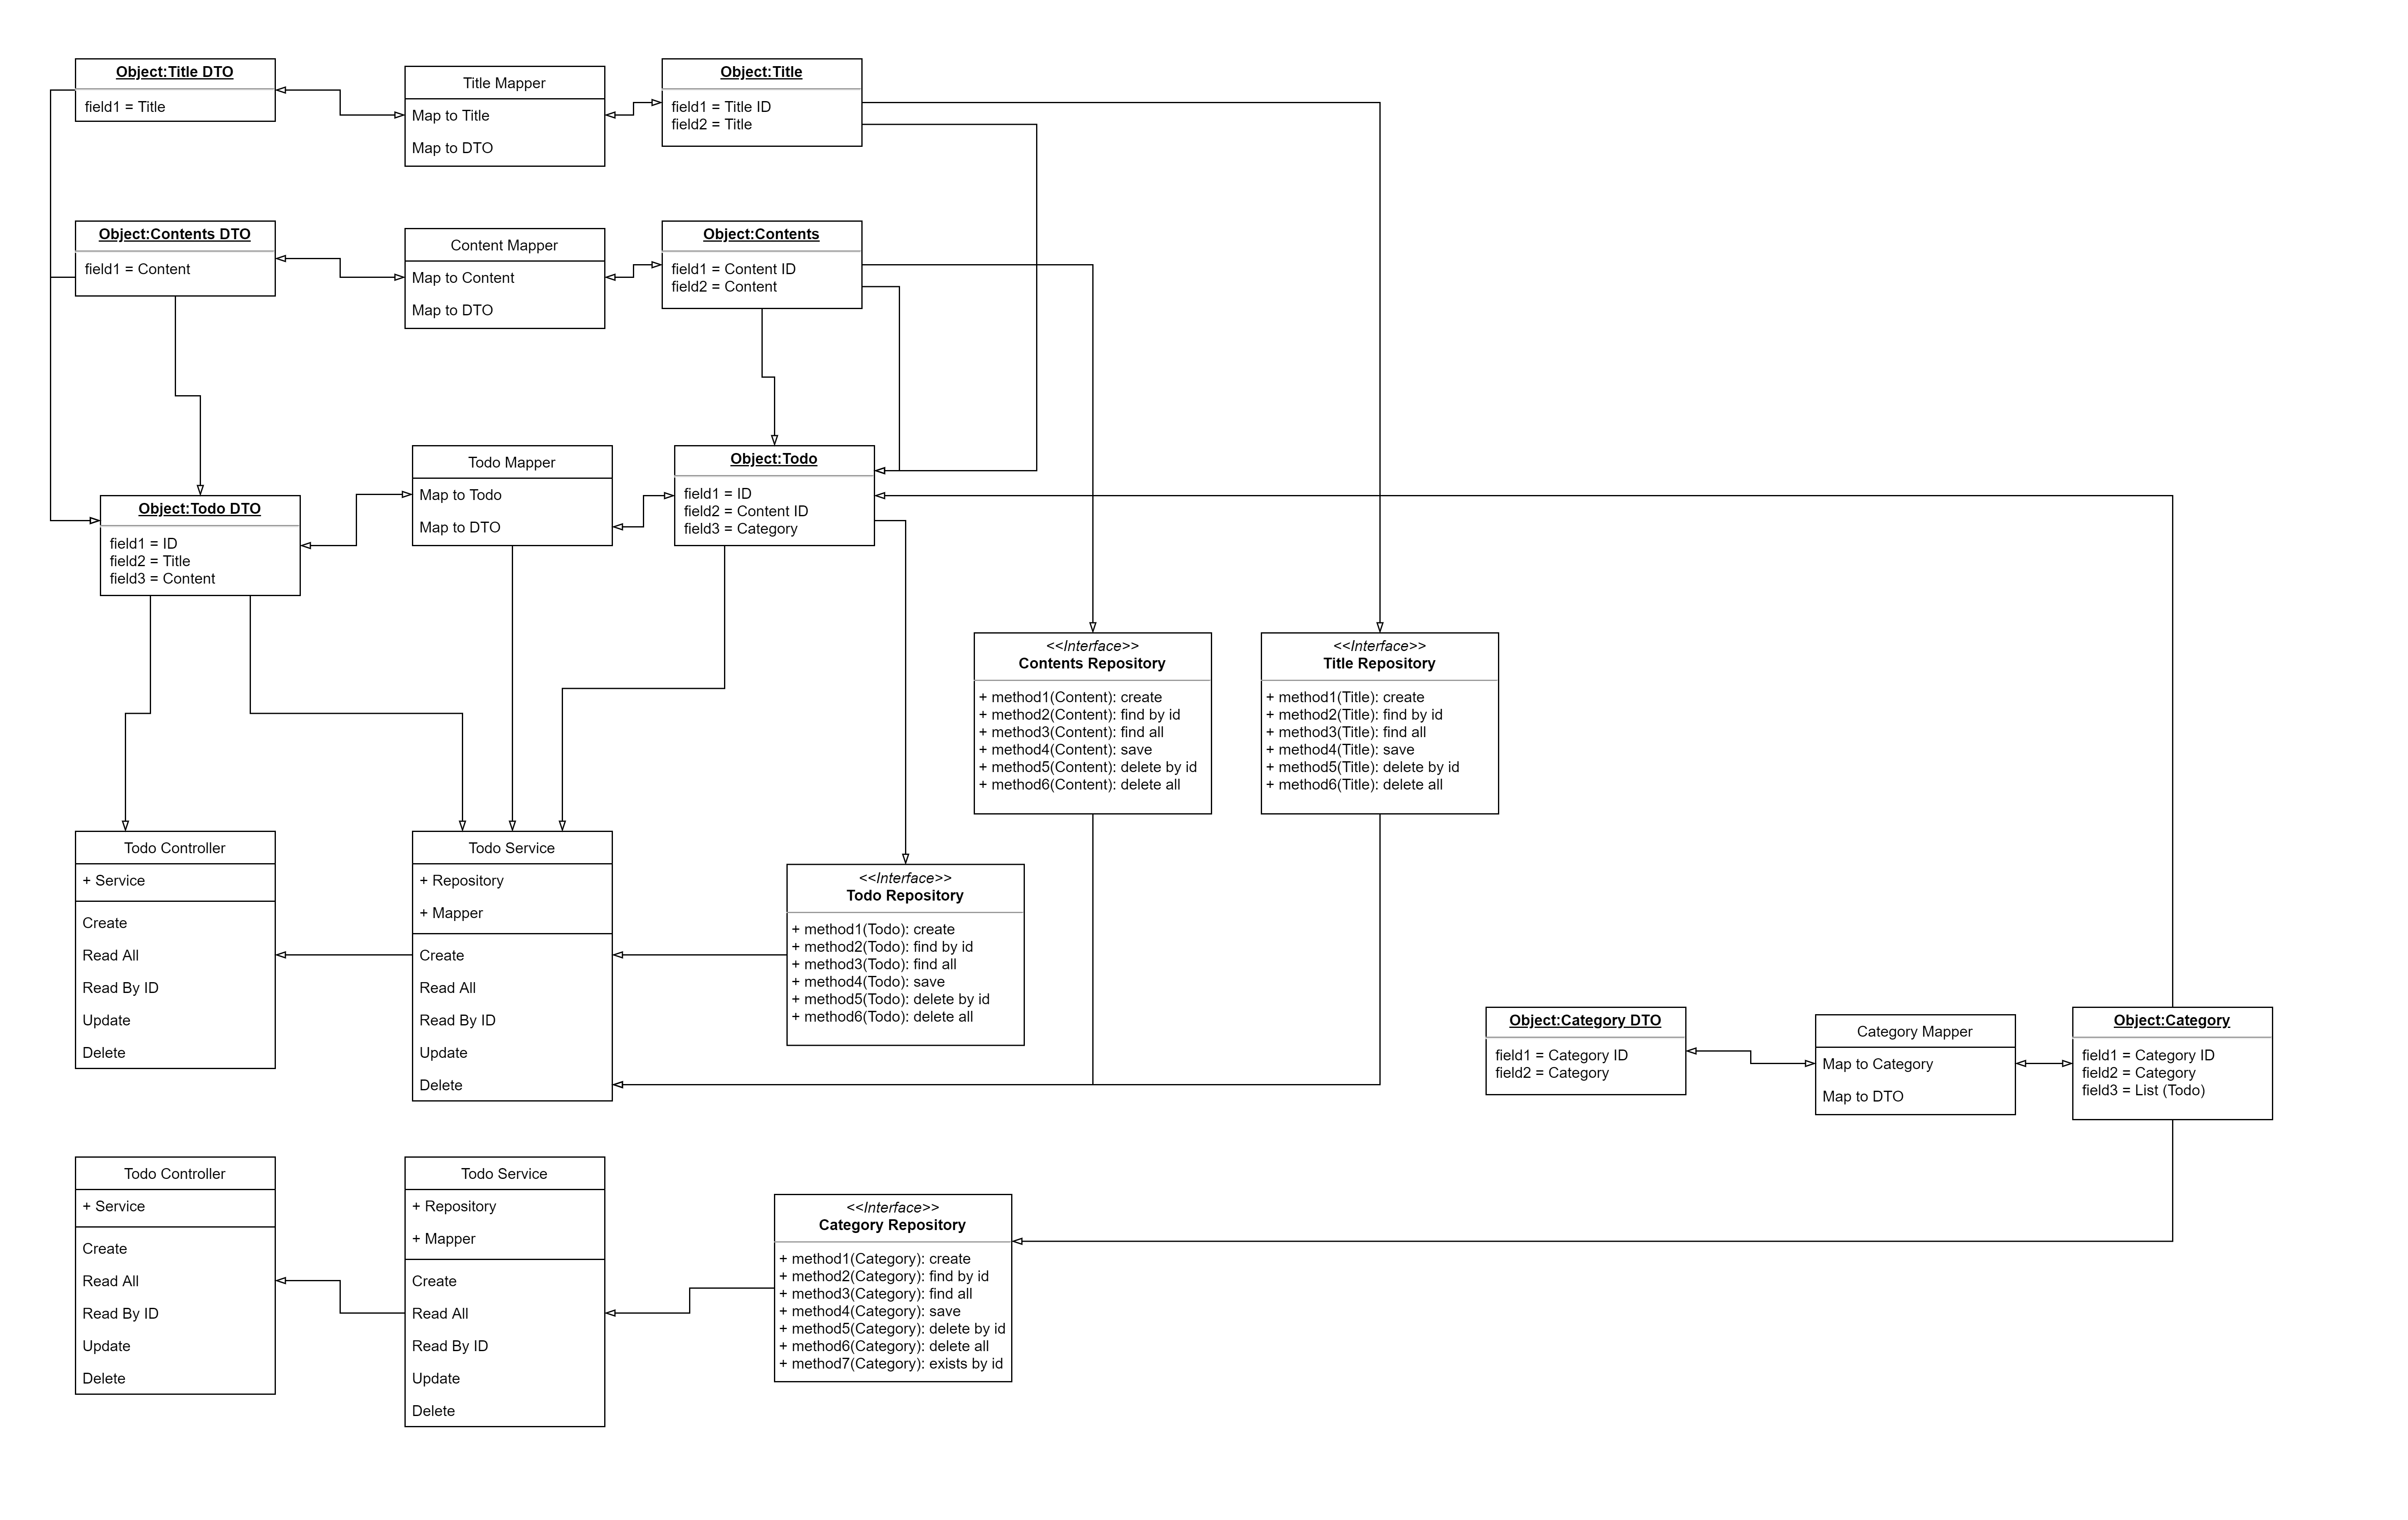 Object:Title DTO
field1 = Title
Title Mapper
Map to Title
Map to DTO
Object:Title
field1 = Title ID
field2 = Title
Object:Contents DTO
field1 = Content
Content Mapper
Map to Content
Map to DTO
Object:Contents
field1 = Content ID
field2 = Content
Object:Todo DTO
field1 = ID
field2 = Title
field3 = Content
Todo Mapper
Map to Todo
Map to DTO
Object:Todo
field1 = ID
field2 = Content ID
field3 = Category
<<Interface>>
Contents Repository
+ method1(Content): create
+ method2(Content): find by id
+ method3(Content): find all
+ method4(Content): save
+ method5(Content): delete by id
+ method6(Content): delete all
<<Interface>>
Title Repository
+ method1(Title): create
+ method2(Title): find by id
+ method3(Title): find all
+ method4(Title): save
+ method5(Title): delete by id
+ method6(Title): delete all
Todo Controller
+ Service
Create
Read All
Read By ID
Update
Delete
Todo Service
+ Repository
+ Mapper
Create
Read All
Read By ID
Update
Delete
<<Interface>>
Todo Repository
+ method1(Todo): create
+ method2(Todo): find by id
+ method3(Todo): find all
+ method4(Todo): save
+ method5(Todo): delete by id
+ method6(Todo): delete all
Object:Category DTO
field1 = Category ID
field2 = Category
Category Mapper
Map to Category
Map to DTO
Object:Category
field1 = Category ID
field2 = Category
field3 = List (Todo)
Todo Controller
+ Service
Create
Read All
Read By ID
Update
Delete
Todo Service
+ Repository
+ Mapper
Create
Read All
Read By ID
Update
Delete
<<Interface>>
Category Repository
+ method1(Category): create
+ method2(Category): find by id
+ method3(Category): find all
+ method4(Category): save
+ method5(Category): delete by id
+ method6(Category): delete all
+ method7(Category): exists by id